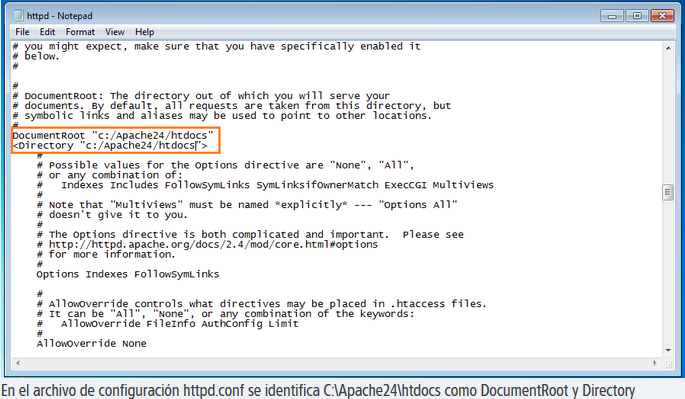 httpd - Notepad
File Edit Format View Help
# you might expect, make sure that you have specifically enabled it
# below.
#
#
# DocumentRoot: The directory out of which you will serve your
# documents. By default, all requests are taken from this directory, but
# symbolic links and aliases may be used to point to other locations.
#
DocumentRoot "c:/Apache24/htdocs"
<Directory "c:/Apache24/htdocs">
#
# Possible values for the Options directive are "None", "All",
# or any combination of:
#   Indexes Includes FollowSymLinks SymLinksifOwnerMatch ExecCGI MultiViews
#
# Note that "MultiViews" must be named *explicitly* --- "Options All"
# doesn't give it to you.
#
# The Options directive is both complicated and important.  Please see
# http://httpd.apache.org/docs/2.4/mod/core.html#options
# for more information.
#
Options Indexes FollowSymLinks
#
# AllowOverride controls what directives may be placed in .htaccess files.
# It can be "All", "None", or any combination of the keywords:
#   AllowOverride FileInfo AuthConfig Limit
#
AllowOverride None
En el archivo de configuración httpd.conf se identifica C:\Apache24\htdocs como DocumentRoot y Directory